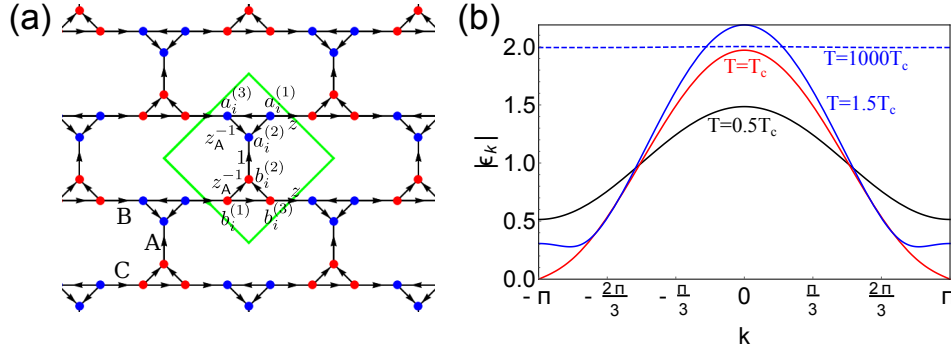 (a)
a_i^{(3)} a_i^{(1)}
z
z_A^{-1} a_i^{(2)}
1
z_A^{-1} b_i^{(2)}
z
B b_i^{(1)} b_i^{(3)}
A
C
(b)
2.0
1.5
1.0
0.5
0.0
|ϵ_k|
T=1000T_c
T=T_c
T=1.5T_c
T=0.5T_c
-π -2π/3 -π/3 0 π/3 2π/3 π
k